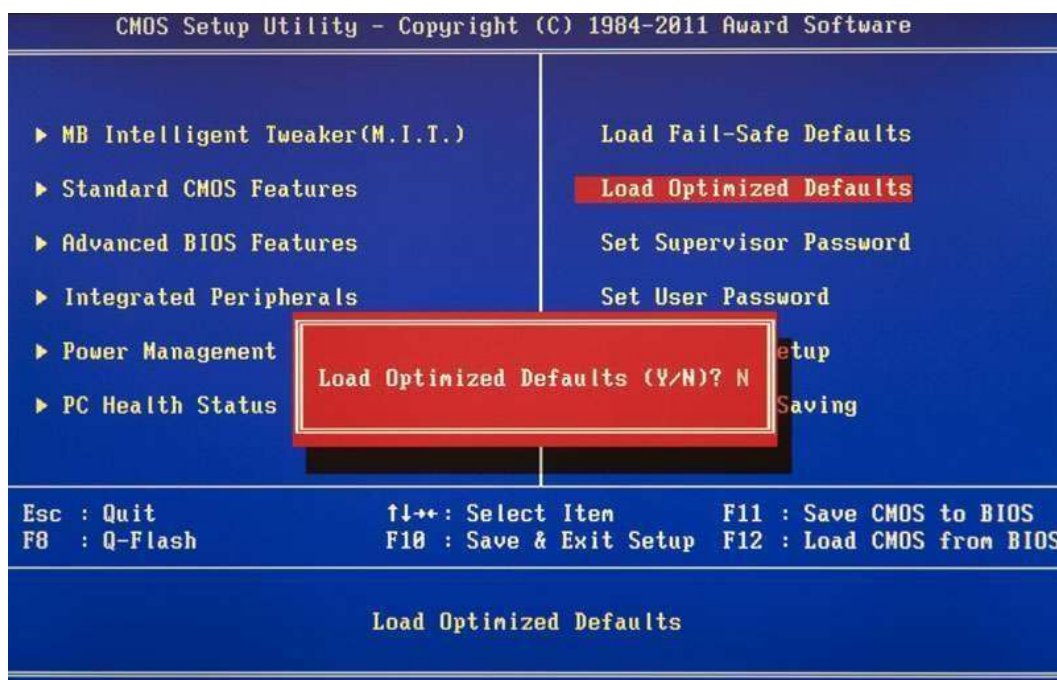 CMOS Setup Utility - Copyright (C) 1984-2011 Award Software
▶ MB Intelligent Tweaker(M.I.T.)
▶ Standard CMOS Features
▶ Advanced BIOS Features
▶ Integrated Peripherals
▶ Power Management
▶ PC Health Status
Load Fail-Safe Defaults
Load Optimized Defaults
Set Supervisor Password
Set User Password
etup
Saving
Load Optimized Defaults (Y/N)? N
Esc : Quit
↑↓→←: Select Item
F11 : Save CMOS to BIOS
F8 : Q-Flash
F10 : Save & Exit Setup
F12 : Load CMOS from BIOS
Load Optimized Defaults